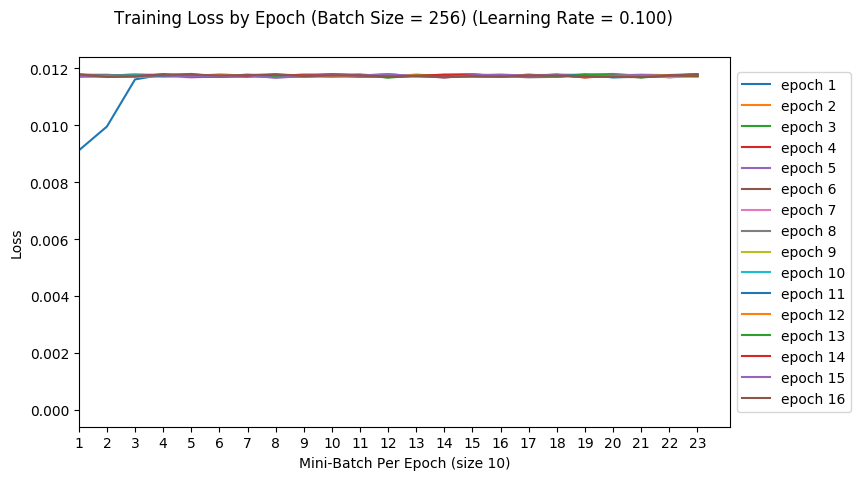 Training Loss by Epoch (Batch Size = 256) (Learning Rate = 0.100)
0.012
0.010
0.008
0.006
0.004
0.002
0.000
Loss
1 2 3 4 5 6 7 8 9 10 11 12 13 14 15 16 17 18 19 20 21 22 23
Mini-Batch Per Epoch (size 10)
epoch 1
epoch 2
epoch 3
epoch 4
epoch 5
epoch 6
epoch 7
epoch 8
epoch 9
epoch 10
epoch 11
epoch 12
epoch 13
epoch 14
epoch 15
epoch 16